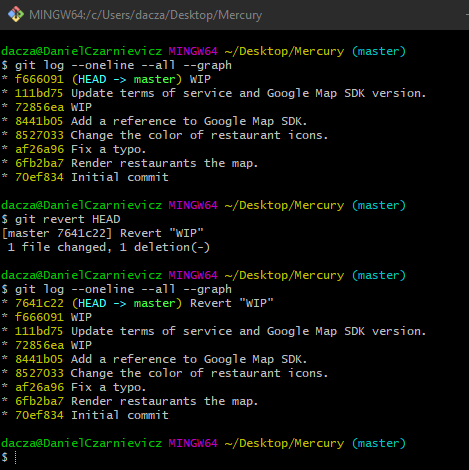 MINGW64:/c/Users/dacza/Desktop/Mercury
dacza@DanielCzarnievicz MINGW64 ~/Desktop/Mercury (master)
$ git log --oneline --all --graph
* f666091 (HEAD -> master) WIP
* 111bd75 Update terms of service and Google Map SDK version.
* 72856ea WIP
* 8441b05 Add a reference to Google Map SDK.
* 8527033 Change the color of restaurant icons.
* af26a96 Fix a typo.
* 6fb2ba7 Render restaurants the map.
* 70ef834 Initial commit
dacza@DanielCzarnievicz MINGW64 ~/Desktop/Mercury (master)
$ git revert HEAD
[master 7641c22] Revert "WIP"
1 file changed, 1 deletion(-)
dacza@DanielCzarnievicz MINGW64 ~/Desktop/Mercury (master)
$ git log --oneline --all --graph
* 7641c22 (HEAD -> master) Revert "WIP"
* f666091 WIP
* 111bd75 Update terms of service and Google Map SDK version.
* 72856ea WIP
* 8441b05 Add a reference to Google Map SDK.
* 8527033 Change the color of restaurant icons.
* af26a96 Fix a typo.
* 6fb2ba7 Render restaurants the map.
* 70ef834 Initial commit
dacza@DanielCzarnievicz MINGW64 ~/Desktop/Mercury (master)
$